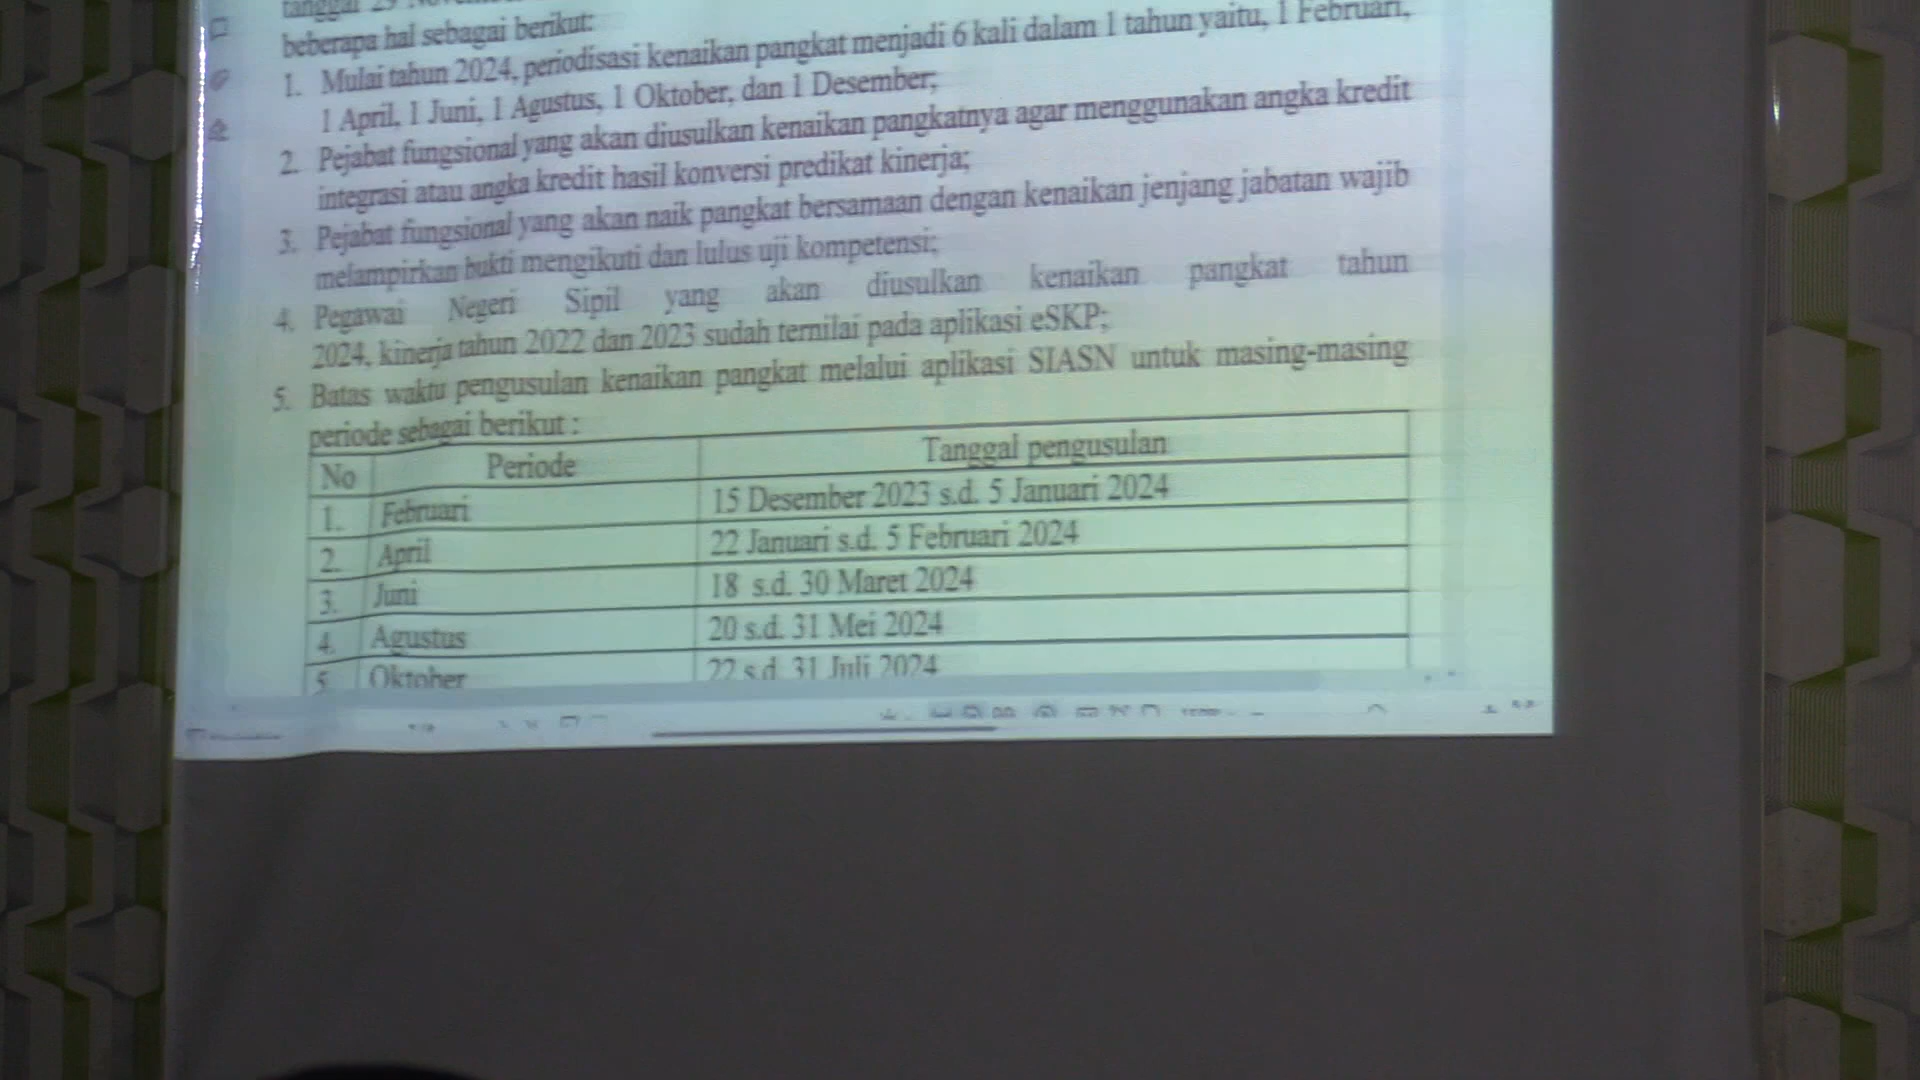 tanggal 29
beberapa hal sebagai berikut:
1. Mulai tahun 2024, periodisasi kenaikan pangkat menjadi 6 kali dalam 1 tahun yaitu, 1 Februari,
1 April, 1 Juni, 1 Agustus, 1 Oktober, dan 1 Desember;
2. Pejabat fungsional yang akan diusulkan kenaikan pangkatnya agar menggunakan angka kredit
integrasi atau angka kredit hasil konversi predikat kinerja;
3. Pejabat fungsional yang akan naik pangkat bersamaan dengan kenaikan jenjang jabatan wajib
melampirkan bukti mengikuti dan lulus uji kompetensi;
4. Pegawai Negeri Sipil yang akan diusulkan kenaikan pangkat tahun
2024, kinerja tahun 2022 dan 2023 sudah ternilai pada aplikasi eSKP;
5. Batas waktu pengusulan kenaikan pangkat melalui aplikasi SIASN untuk masing-masing
periode sebagai berikut :
No Periode Tanggal pengusulan
1. Februari 15 Desember 2023 s.d. 5 Januari 2024
2. April 22 Januari s.d. 5 Februari 2024
3. Juni 18 s.d. 30 Maret 2024
4. Agustus 20 s.d. 31 Mei 2024
5. Oktober 22 s.d. 31 Juli 2024